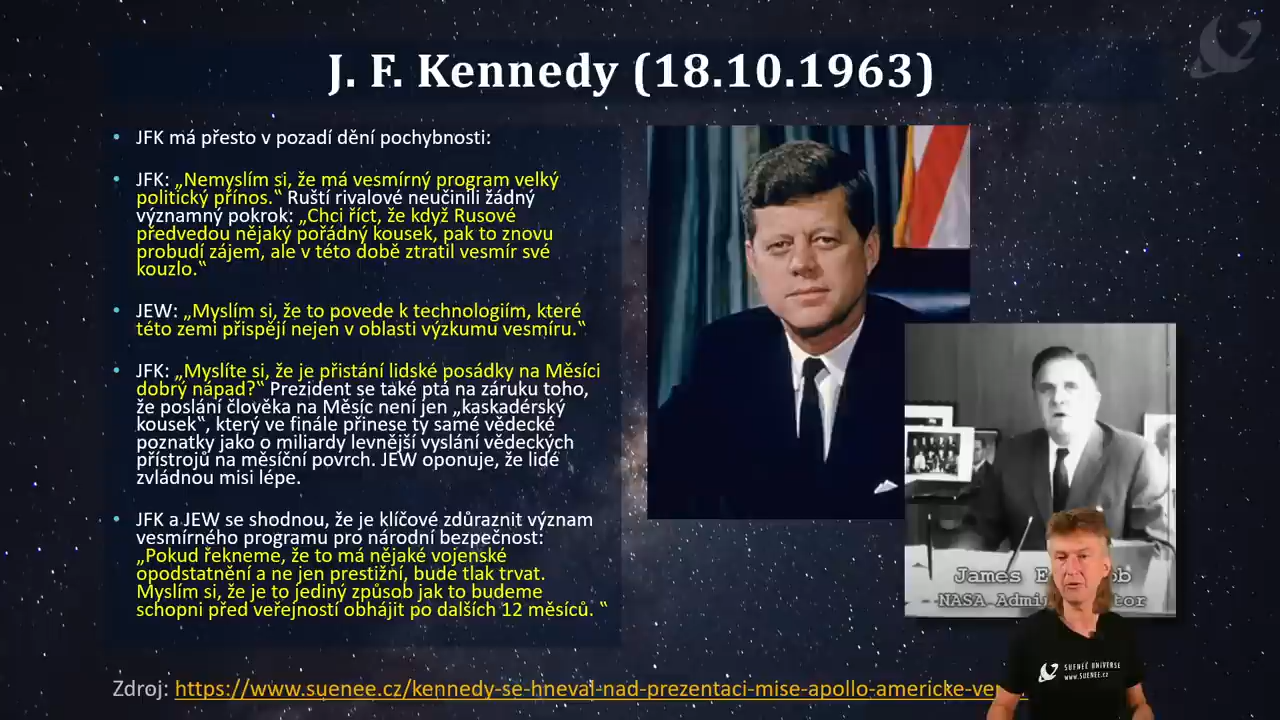 J. F. Kennedy (18.10.1963)
• JFK má přesto v pozadí dění pochybnosti:
• JFK: „Nemyslím si, že má vesmírný program velký
politický přínos.“ Ruští rivalové neučinili žádný
významný pokrok: „Chci říct, že když Rusové
předvedou nějaký pořádný kousek, pak to znovu
probudí zájem, ale v této době ztratil vesmír své
kouzlo.“
• JEW: „Myslím si, že to povede k technologiím, které
této zemi přispějí nejen v oblasti výzkumu vesmíru.“
• JFK: „Myslíte si, že je přistání lidské posádky na Měsíci
dobrý nápad?“ Prezident se také ptá na záruku toho,
že poslání člověka na Měsíc není jen „kaskadérský
kousek“, který ve finále přinese ty samé vědecké
poznatky jako o miliardy levnější vyslání vědeckých
přístrojů na měsíční povrch. JEW oponuje, že lidé
zvládnou misi lépe.
• JFK a JEW se shodnou, že je klíčové zdůraznit význam
vesmírného programu pro národní bezpečnost:
„Pokud řekneme, že to má nějaké vojenské
opodstatnění a ne jen prestižní, bude tlak trvat.
Myslím si, že je to jediný způsob jak to budeme
schopni před veřejností obhájit po dalších 12 měsíců. “
James E
NASA
SUENEÉ UNIVERSE
WWW.SUENEE.CZ
Zdroj: https://www.suenee.cz/kennedy-se-hneval-nad-prezentaci-mise-apollo-americke-ve